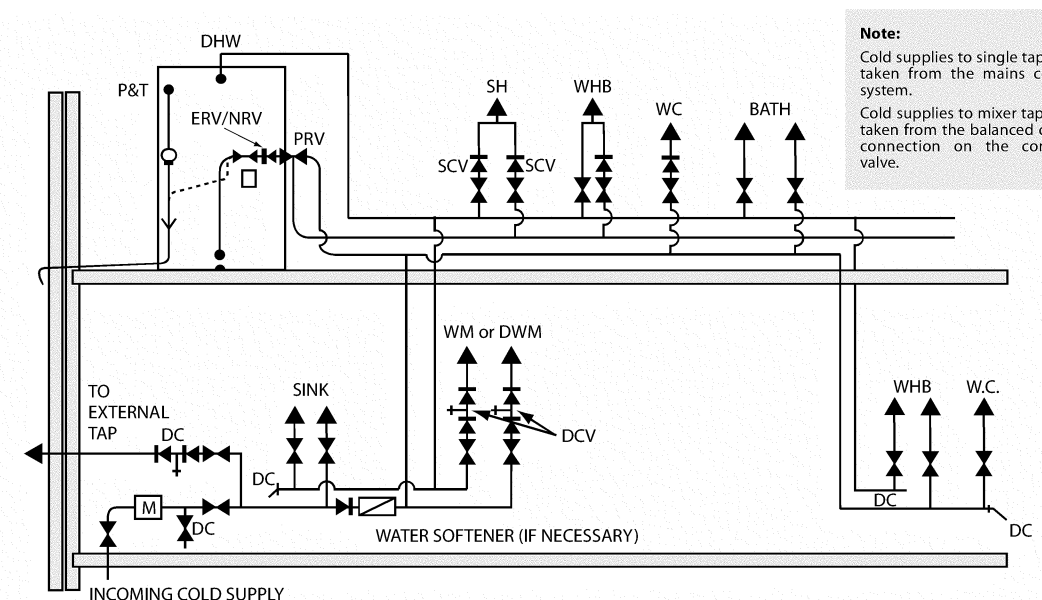 DHW
P&T
ERV/NRV
PRV
SH
WHB
WC
BATH
SCV
SCV
Note:
Cold supplies to single tap
taken from the mains c
system.
Cold supplies to mixer tap
taken from the balanced
connection on the con
valve.
WM or DWM
TO
EXTERNAL
TAP
SINK
WHB
W.C.
DC
DCV
DC
DC
M
DC
DC
WATER SOFTENER (IF NECESSARY)
INCOMING COLD SUPPLY